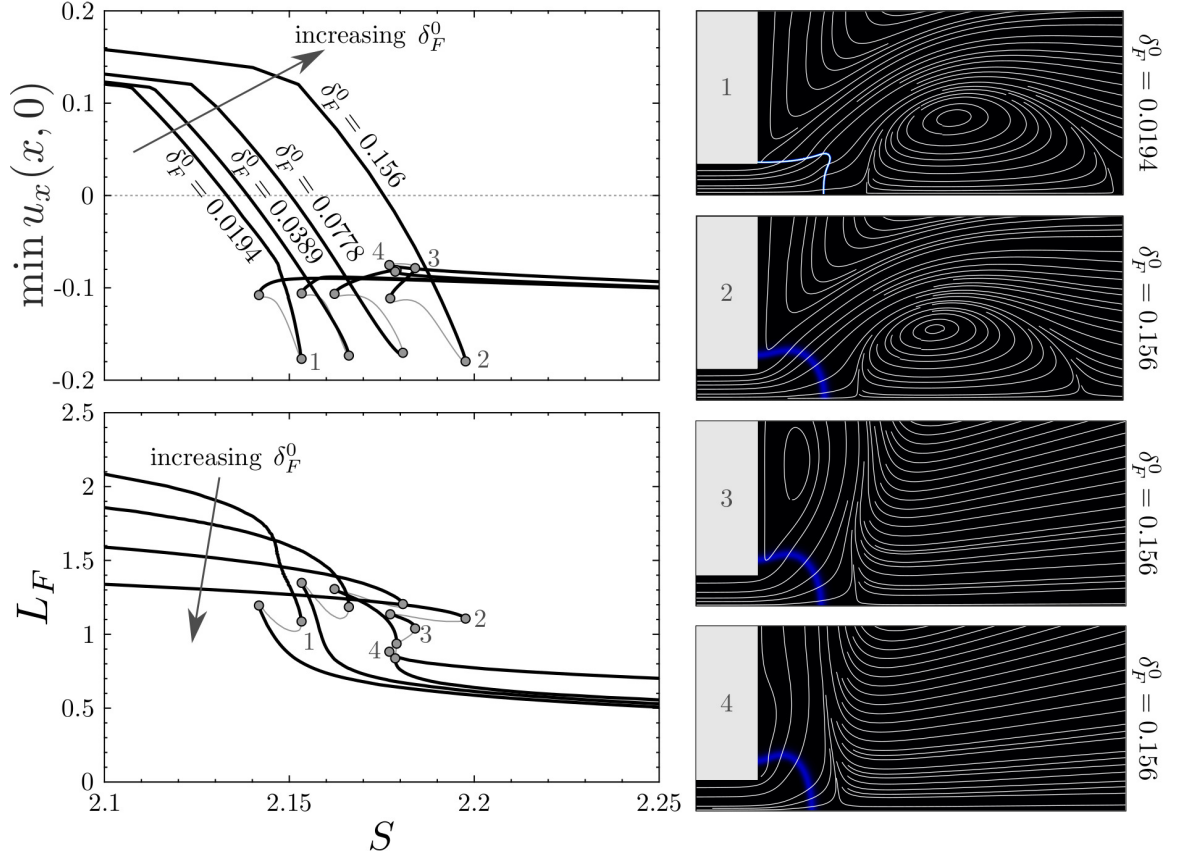 min u_x(x, 0)
0.2
0.1
0
-0.1
-0.2
increasing δ_F^0
δ_F^0 = 0.0194
δ_F^0 = 0.0389
δ_F^0 = 0.0778
δ_F^0 = 0.156
4
3
1
2
L_F
2.5
2
1.5
1
0.5
0
increasing δ_F^0
1
2
3
4
2.1
2.15
2.2
2.25
S
1
δ_F^0 = 0.0194
2
δ_F^0 = 0.156
3
δ_F^0 = 0.156
4
δ_F^0 = 0.156